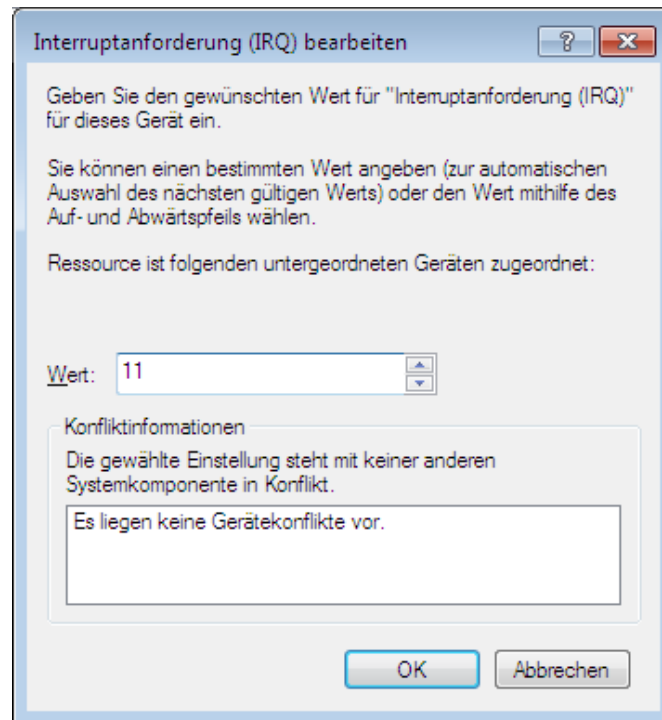 Interruptanforderung (IRQ) bearbeiten
Geben Sie den gewünschten Wert für "Interruptanforderung (IRQ)"
für dieses Gerät ein.
Sie können einen bestimmten Wert angeben (zur automatischen
Auswahl des nächsten gültigen Werts) oder den Wert mithilfe des
Auf- und Abwärtspfeils wählen.
Ressource ist folgenden untergeordneten Geräten zugeordnet:
Wert: 11
Konfliktinformationen
Die gewählte Einstellung steht mit keiner anderen
Systemkomponente in Konflikt.
Es liegen keine Gerätekonflikte vor.
OK Abbrechen